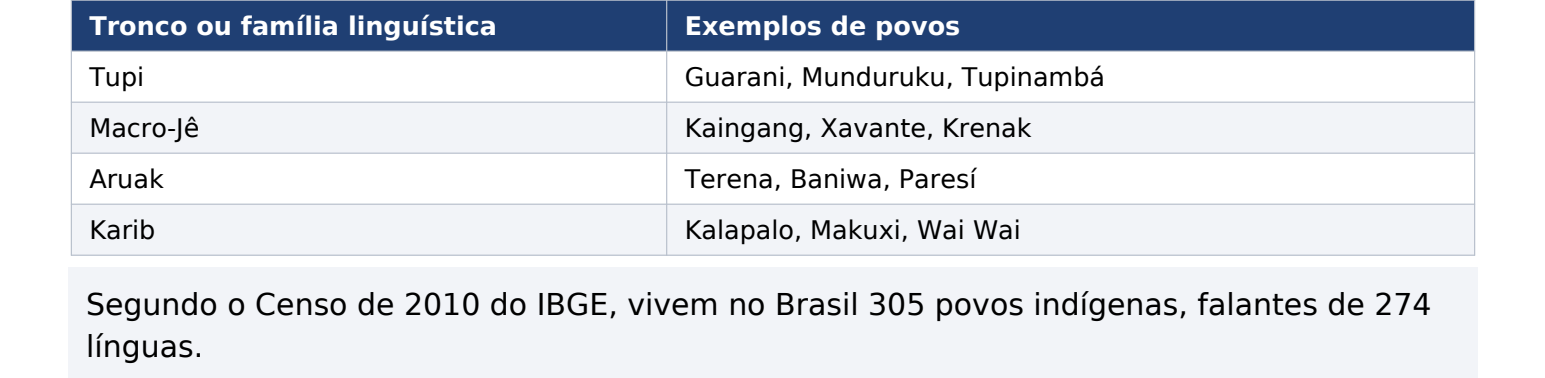 Tronco ou família linguística Exemplos de povos
Tupi Guarani, Munduruku, Tupinambá
Macro-Jê Kaingang, Xavante, Krenak
Aruak Terena, Baniwa, Paresí
Karib Kalapalo, Makuxi, Wai Wai
Segundo o Censo de 2010 do IBGE, vivem no Brasil 305 povos indígenas, falantes de 274
línguas.